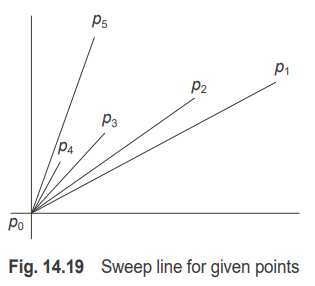 p5
p1
p2
p3
p4
p0
Fig. 14.19 Sweep line for given points